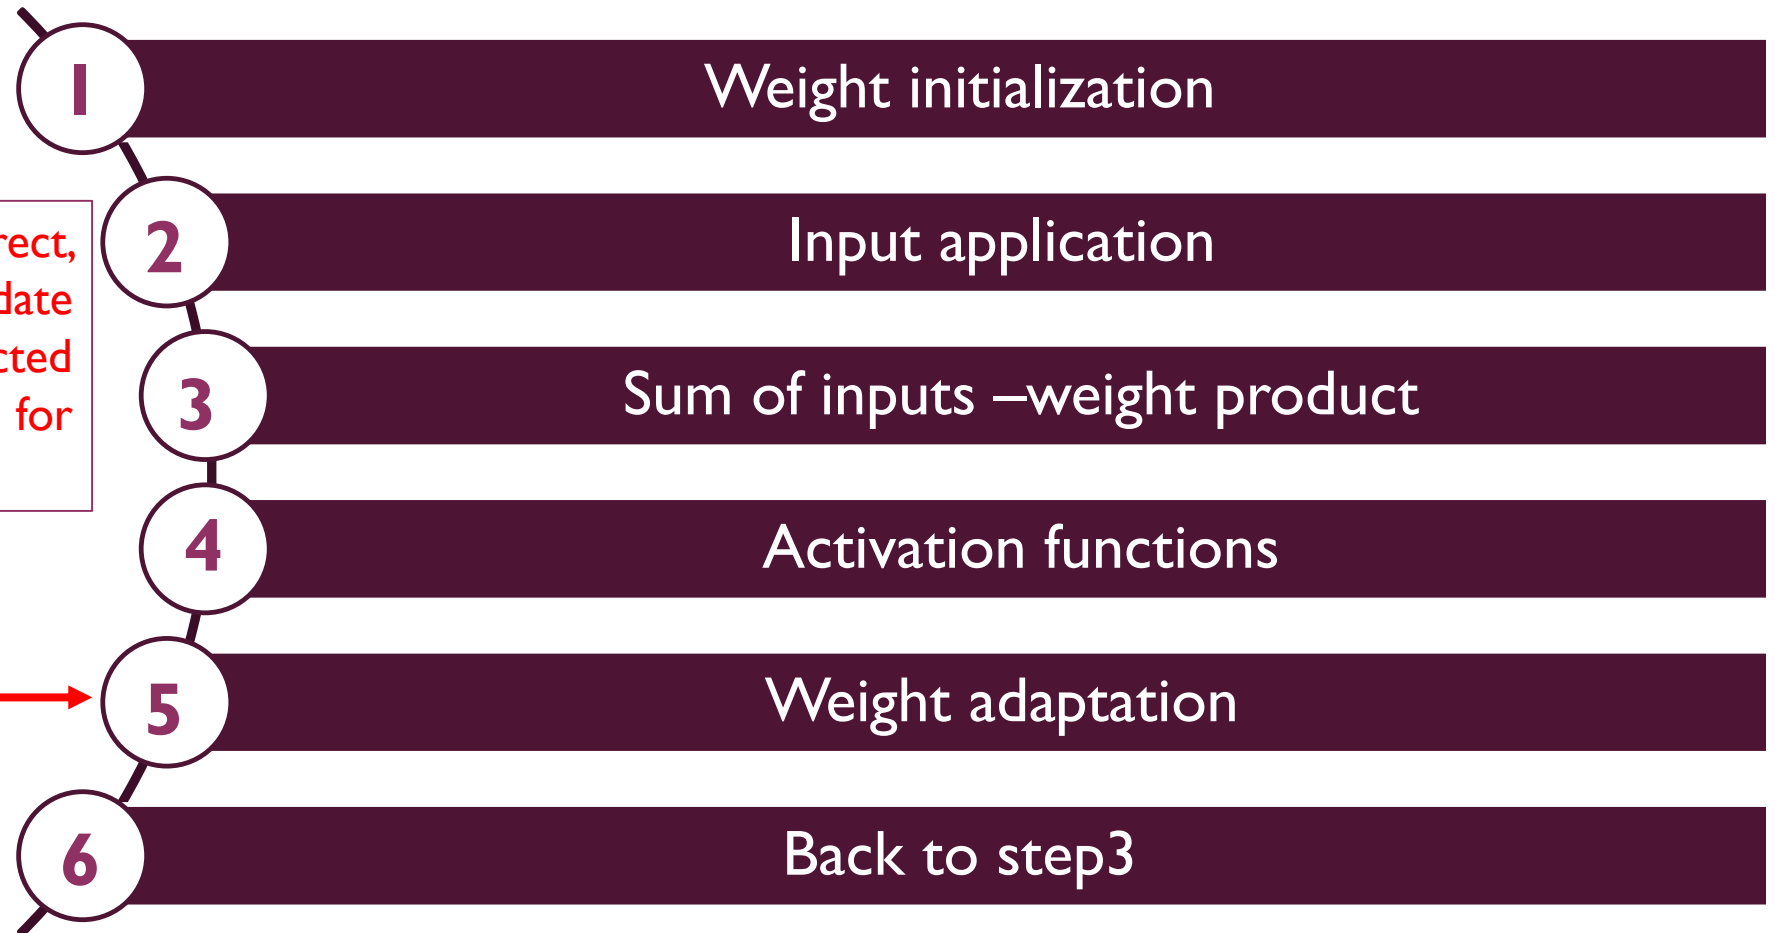 1
Weight initialization
2
Input application
3
Sum of inputs –weight product
4
Activation functions
5
Weight adaptation
6
Back to step3
for